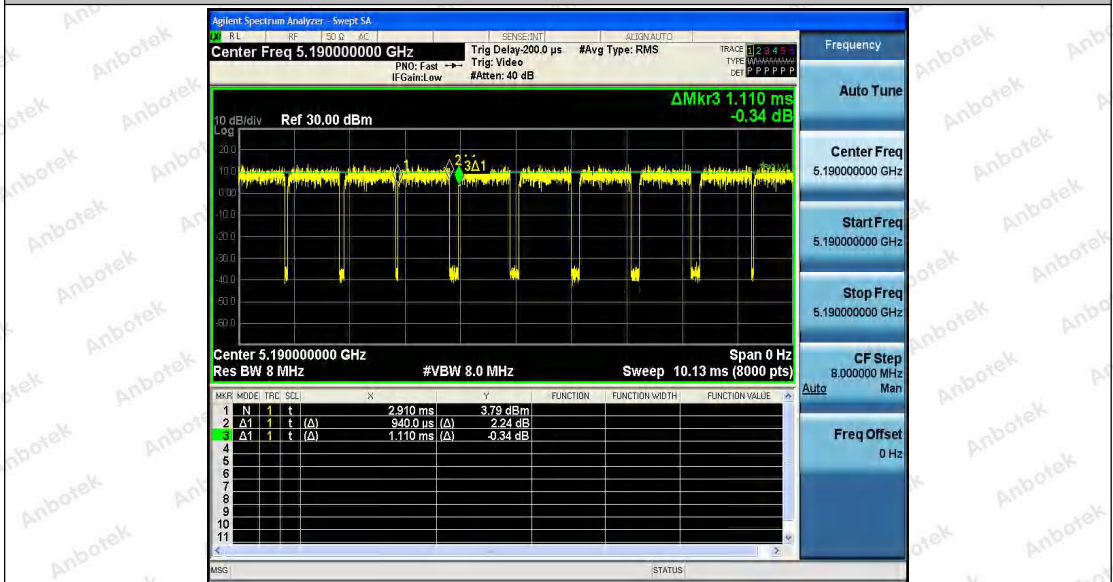 Agilent Spectrum Analyzer - Swept SA
RL RF 50 Ω AC SENSE:INT ALIGN AUTO
Center Freq 5.190000000 GHz
PNO: Fast
IFGain:Low
Trig Delay-200.0 µs
Trig: Video
#Atten: 40 dB
#Avg Type: RMS
TRACE 1 2 3 4 5 6
TYPE
DET P P P P P P
ΔMkr3 1.110 ms
-0.34 dB
10 dB/div Ref 30.00 dBm
Log
20.0
10.0
0.00
-10.0
-20.0
-30.0
-40.0
-50.0
-60.0
1
2
3Δ1
Center 5.190000000 GHz Span 0 Hz
Res BW 8 MHz #VBW 8.0 MHz Sweep 10.13 ms (8000 pts)
MKR MODE TRC SCL X Y FUNCTION FUNCTION WIDTH FUNCTION VALUE
1 N 1 t 2.910 ms 3.79 dBm
2 Δ1 1 t (Δ) 940.0 µs (Δ) 2.24 dB
3 Δ1 1 t (Δ) 1.110 ms (Δ) -0.34 dB
4
5
6
7
8
9
10
11
MSG STATUS
Frequency
Auto Tune
Center Freq
5.190000000 GHz
Start Freq
5.190000000 GHz
Stop Freq
5.190000000 GHz
CF Step
8.000000 MHz
Auto Man
Freq Offset
0 Hz
Anbotek